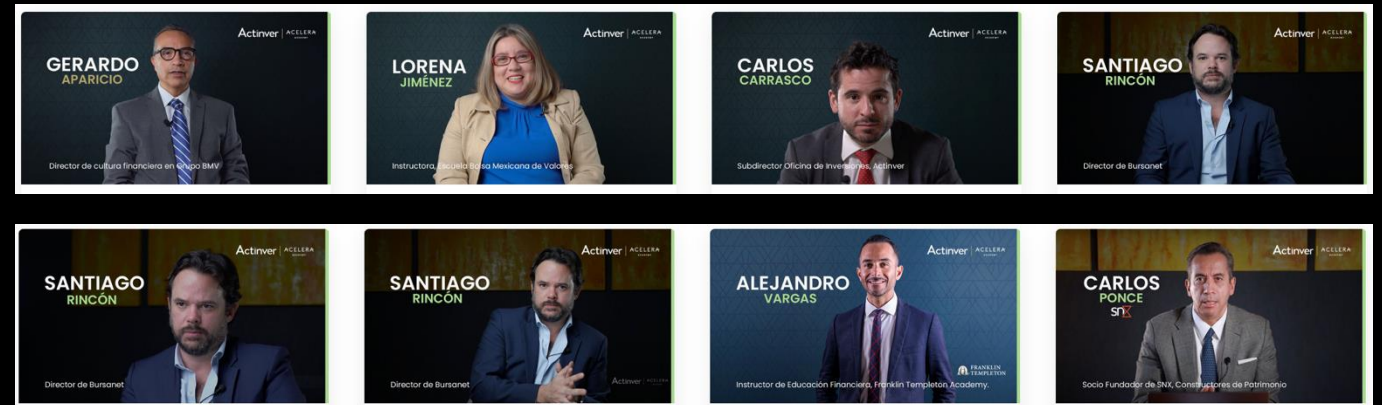 Actinver | ACELERA
GERARDO
APARICIO
Director de cultura financiera en Grupo BMV
Actinver | ACELERA
LORENA
JIMÉNEZ
Instructora, Escuela Bolsa Mexicana de Valores
Actinver | ACELERA
CARLOS
CARRASCO
Subdirector Oficina de Inversiones, Actinver
Actinver | ACELERA
SANTIAGO
RINCÓN
Director de Bursanet
Actinver | ACELERA
SANTIAGO
RINCÓN
Director de Bursanet
Actinver | ACELERA
SANTIAGO
RINCÓN
Director de Bursanet
Actinver | ACELERA
Actinver | ACELERA
ALEJANDRO
VARGAS
FRANKLIN
TEMPLETON
Instructor de Educación Financiera, Franklin Templeton Academy.
Actinver | ACELERA
CARLOS
PONCE
snx
Socio Fundador de SNX, Constructores de Patrimonio